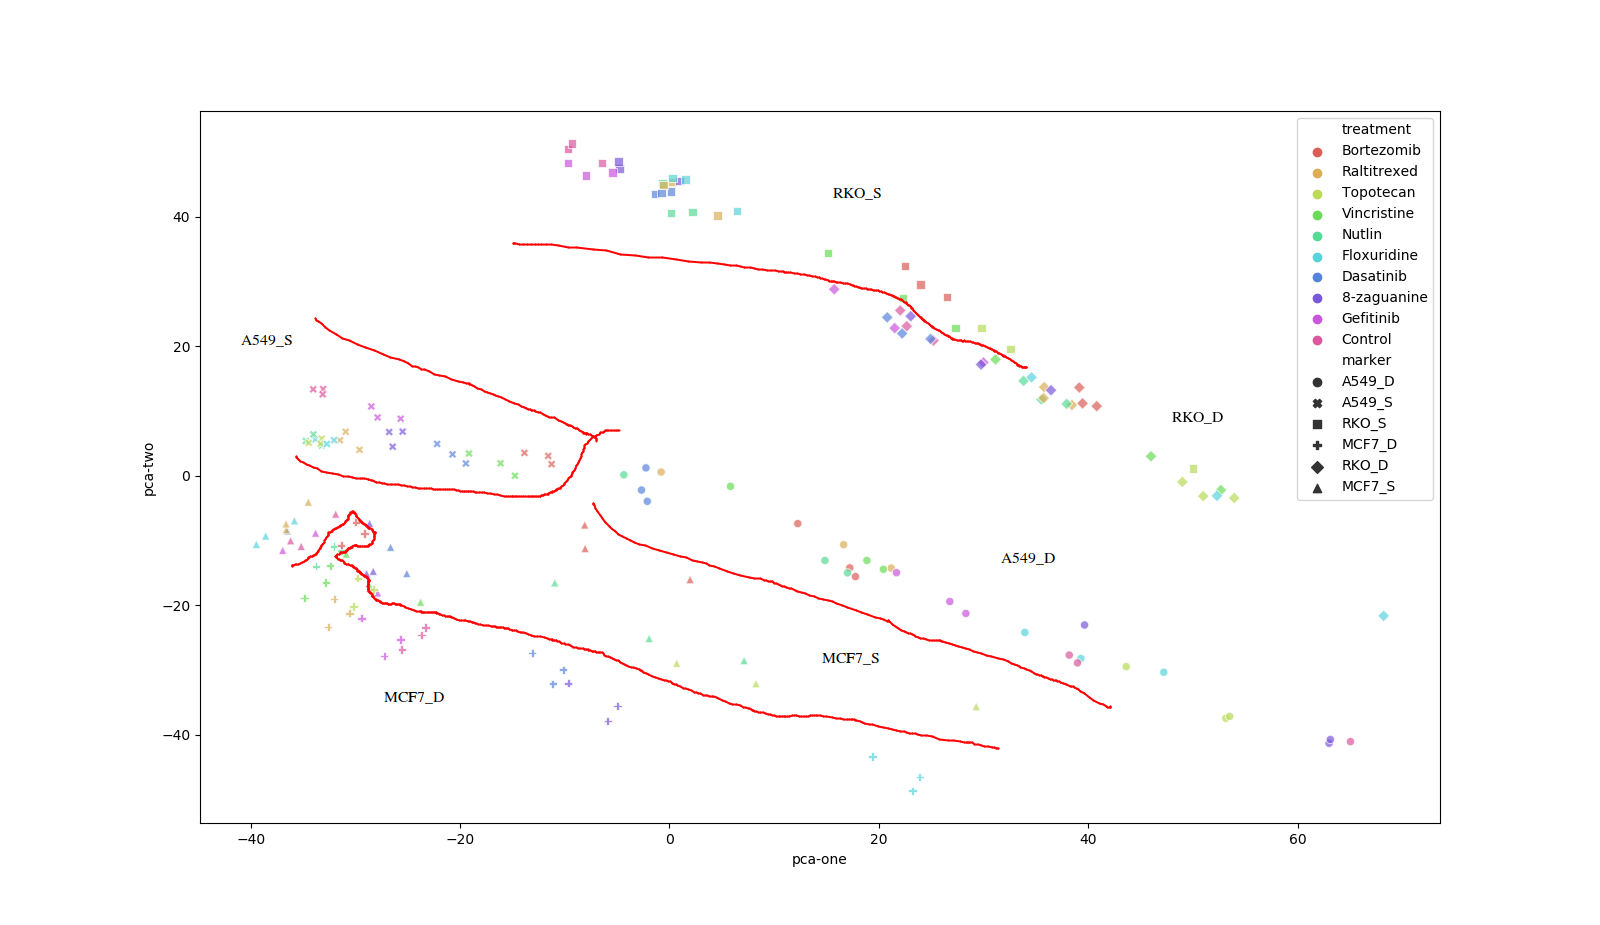 treatment
Bortezomib
Raltitrexed
Topotecan
Vincristine
Nutlin
Floxuridine
Dasatinib
8-zaguanine
Gefitinib
Control
marker
A549_D
A549_S
RKO_S
MCF7_D
RKO_D
MCF7_S
RKO_S
A549_S
RKO_D
A549_D
MCF7_S
MCF7_D
40
20
0
−20
−40
pca-two
−40 −20 0 20 40 60
pca-one